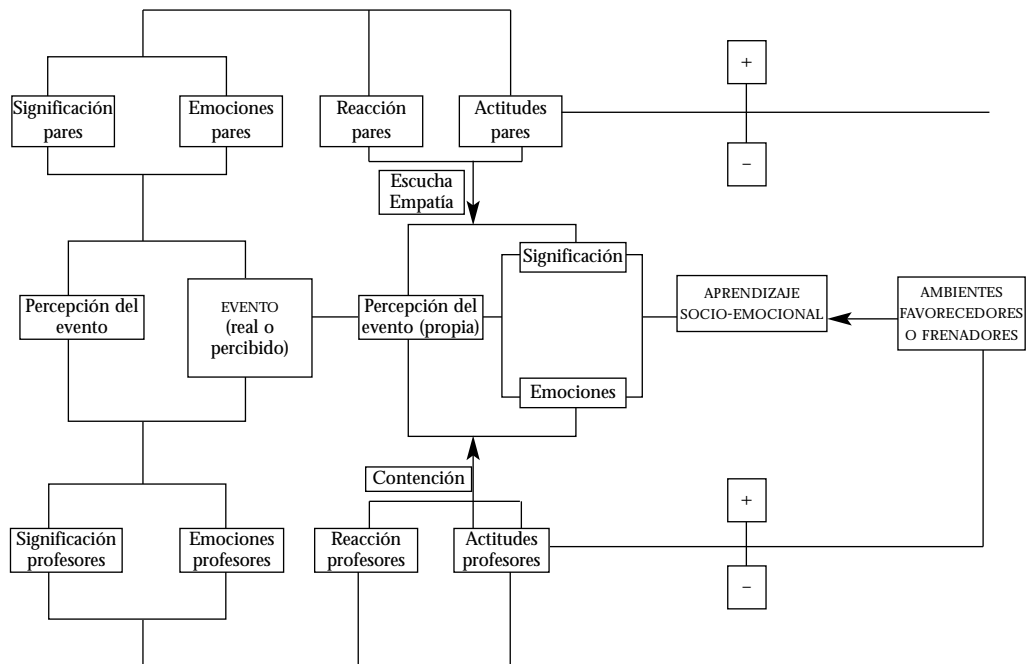 +
Significación
pares
Emociones
pares
Reacción
pares
Actitudes
pares
−
Escucha
Empatía
Significación
Percepción del
evento
EVENTO
(real o
percibido)
Percepción del
evento (propia)
APRENDIZAJE
SOCIO-EMOCIONAL
AMBIENTES
FAVORECEDORES
O FRENADORES
Emociones
Contención
+
Significación
profesores
Emociones
profesores
Reacción
profesores
Actitudes
profesores
−